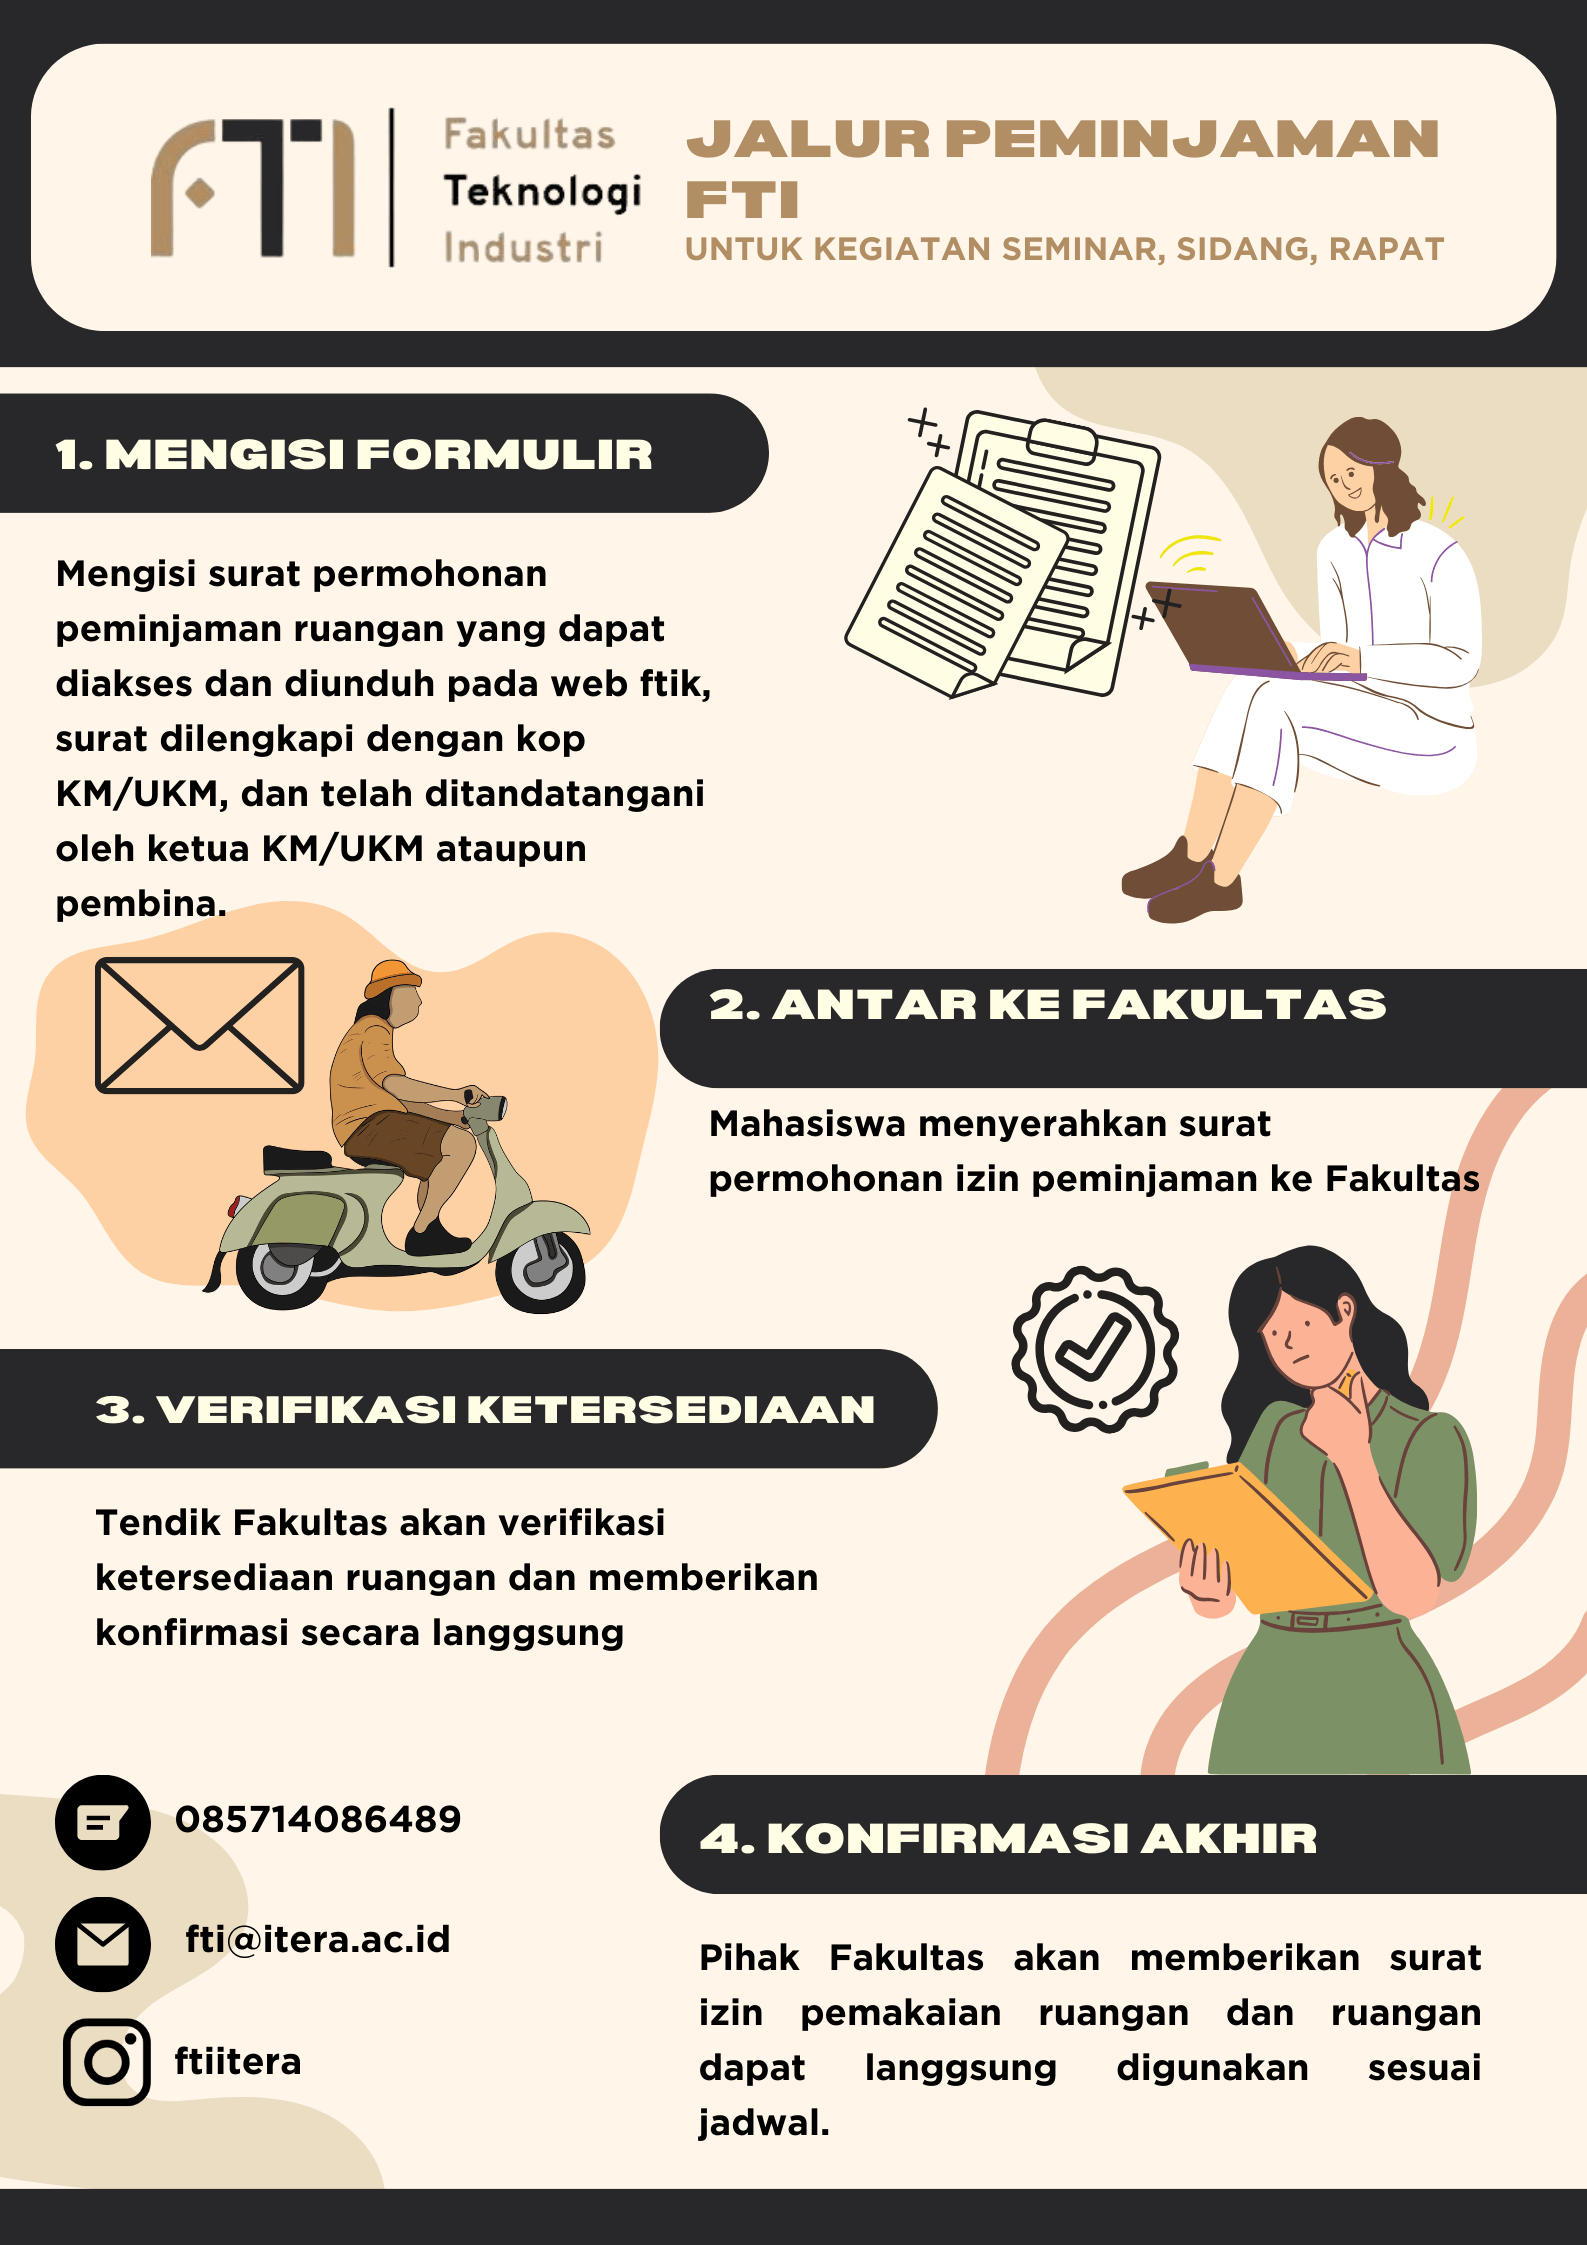 FTI
Fakultas
Teknologi
Industri
JALUR PEMINJAMAN
FTI
UNTUK KEGIATAN SEMINAR, SIDANG, RAPAT
1. MENGISI FORMULIR
Mengisi surat permohonan
peminjaman ruangan yang dapat
diakses dan diunduh pada web ftik,
surat dilengkapi dengan kop
KM/UKM, dan telah ditandatangani
oleh ketua KM/UKM ataupun
pembina.
2. ANTAR KE FAKULTAS
Mahasiswa menyerahkan surat
permohonan izin peminjaman ke Fakultas
3. VERIFIKASI KETERSEDIAAN
Tendik Fakultas akan verifikasi
ketersediaan ruangan dan memberikan
konfirmasi secara langgsung
085714086489
fti@itera.ac.id
ftiitera
4. KONFIRMASI AKHIR
Pihak Fakultas akan memberikan surat
izin pemakaian ruangan dan ruangan
dapat langgsung digunakan sesuai
jadwal.